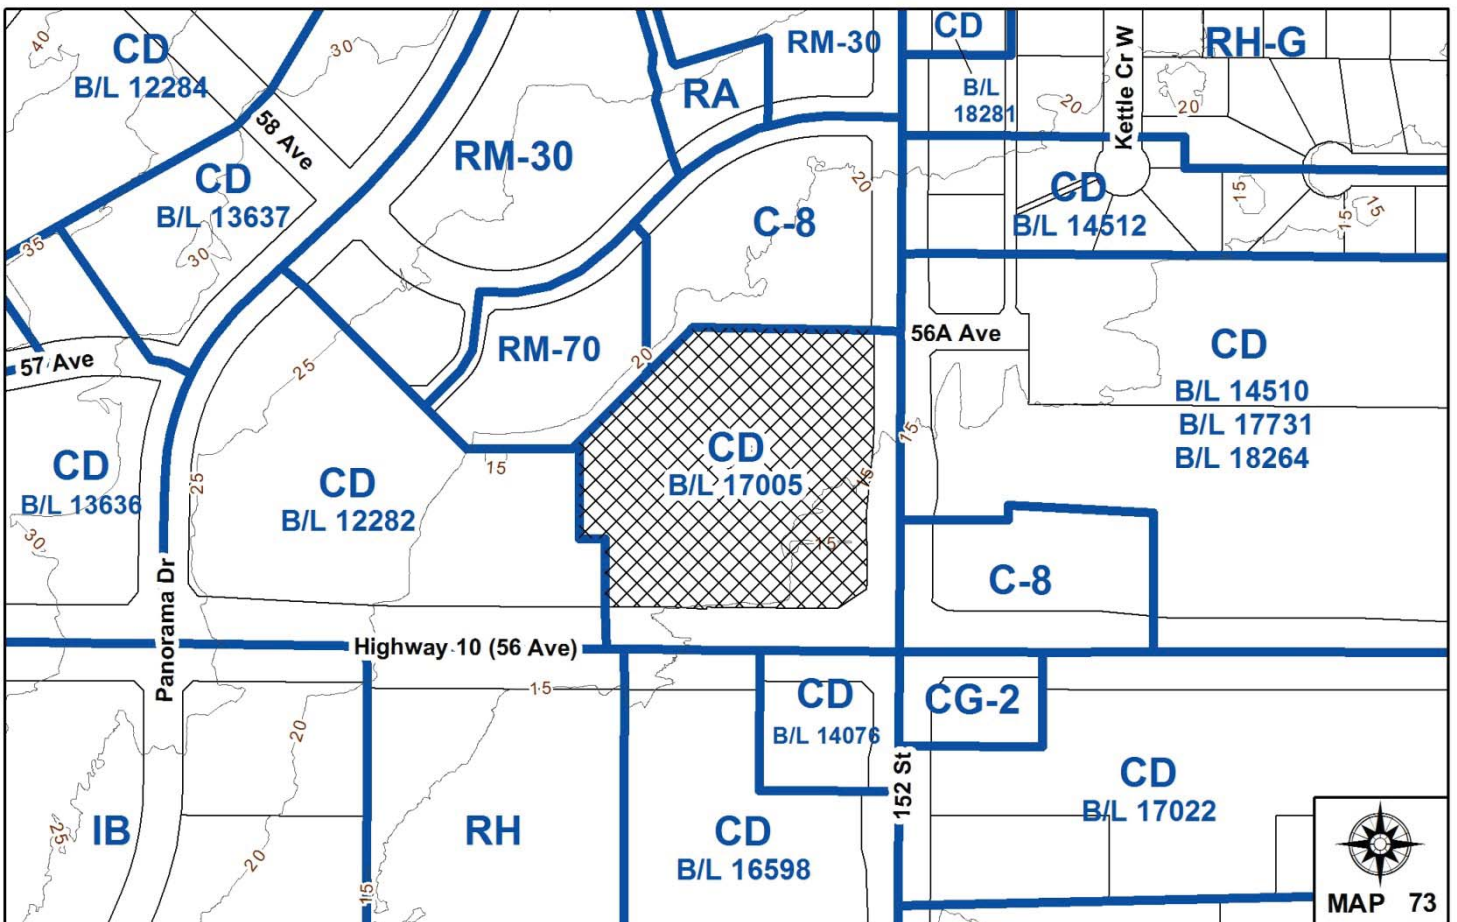 40
CD
B/L 12284
30
RM-30
CD
B/L
18281
RH-G
Kettle Cr W
20
20
RA
58 Ave
RM-30
CD
B/L 13637
30
35
20
C-8
CD
B/L 14512
15
15
15
57 Ave
25
RM-70
20
56A Ave
CD
B/L 14510
B/L 17731
B/L 18264
CD
B/L 13636
30
25
CD
B/L 12282
15
CD
B/L 17005
15
15
15
C-8
Panorama Dr
Highway 10 (56 Ave)
15
20
CD
B/L 14076
CG-2
152 St
CD
B/L 17022
25
IB
20
15
RH
CD
B/L 16598
MAP 73